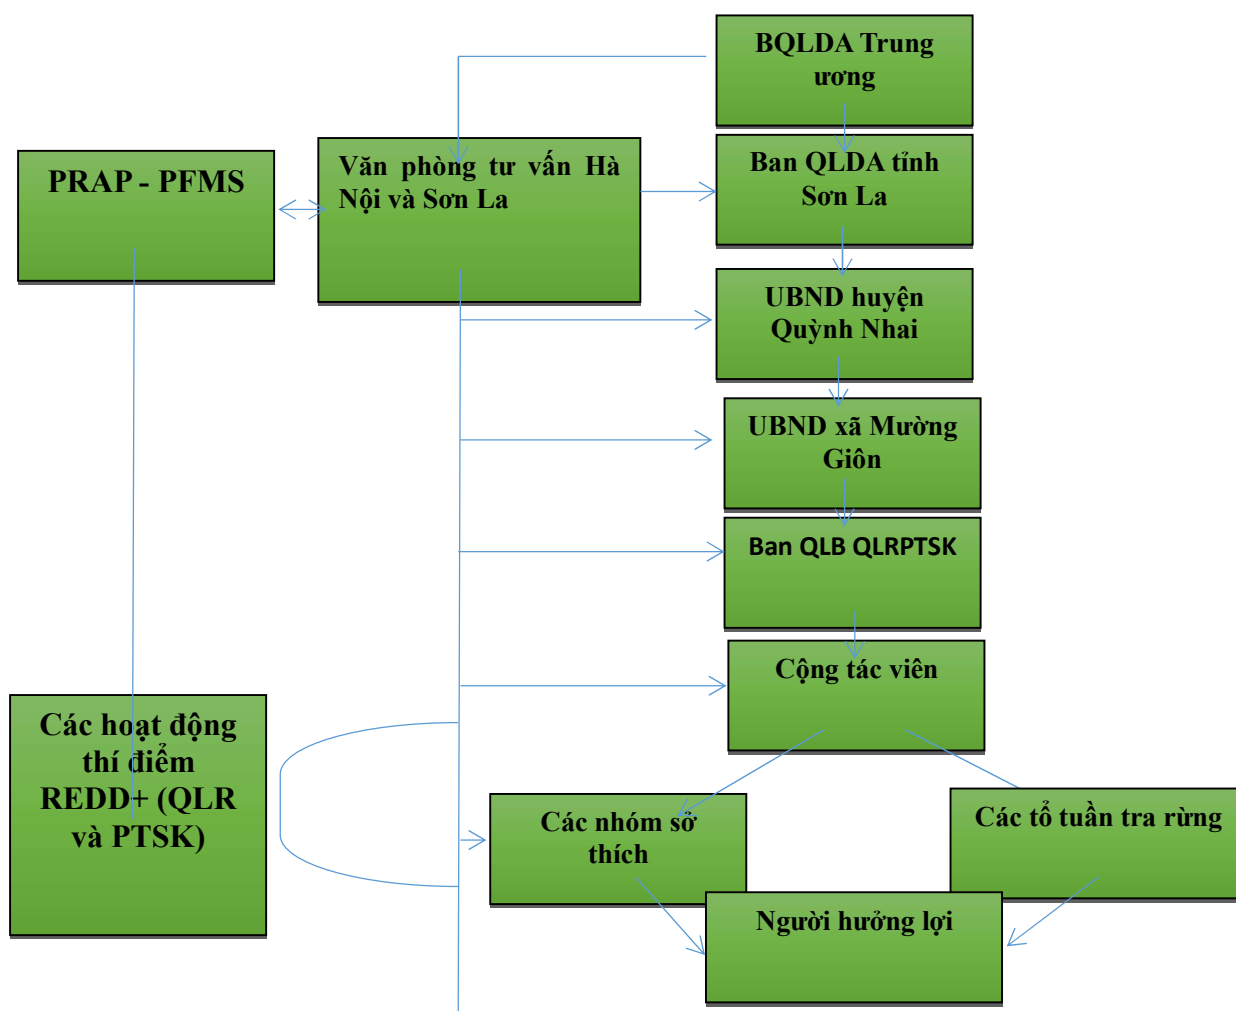 BQLDA Trung
ương
Văn phòng tư vấn Hà
Nội và Sơn La
PRAP - PFMS
Ban QLDA tỉnh
Sơn La
UBND huyện
Quỳnh Nhai
UBND xã Mường
Giôn
Ban QLB QLRPTSK
Cộng tác viên
Các hoạt động
thí điểm
REDD+ (QLR
và PTSK)
Các nhóm sở
thích
Các tổ tuần tra rừng
Người hưởng lợi